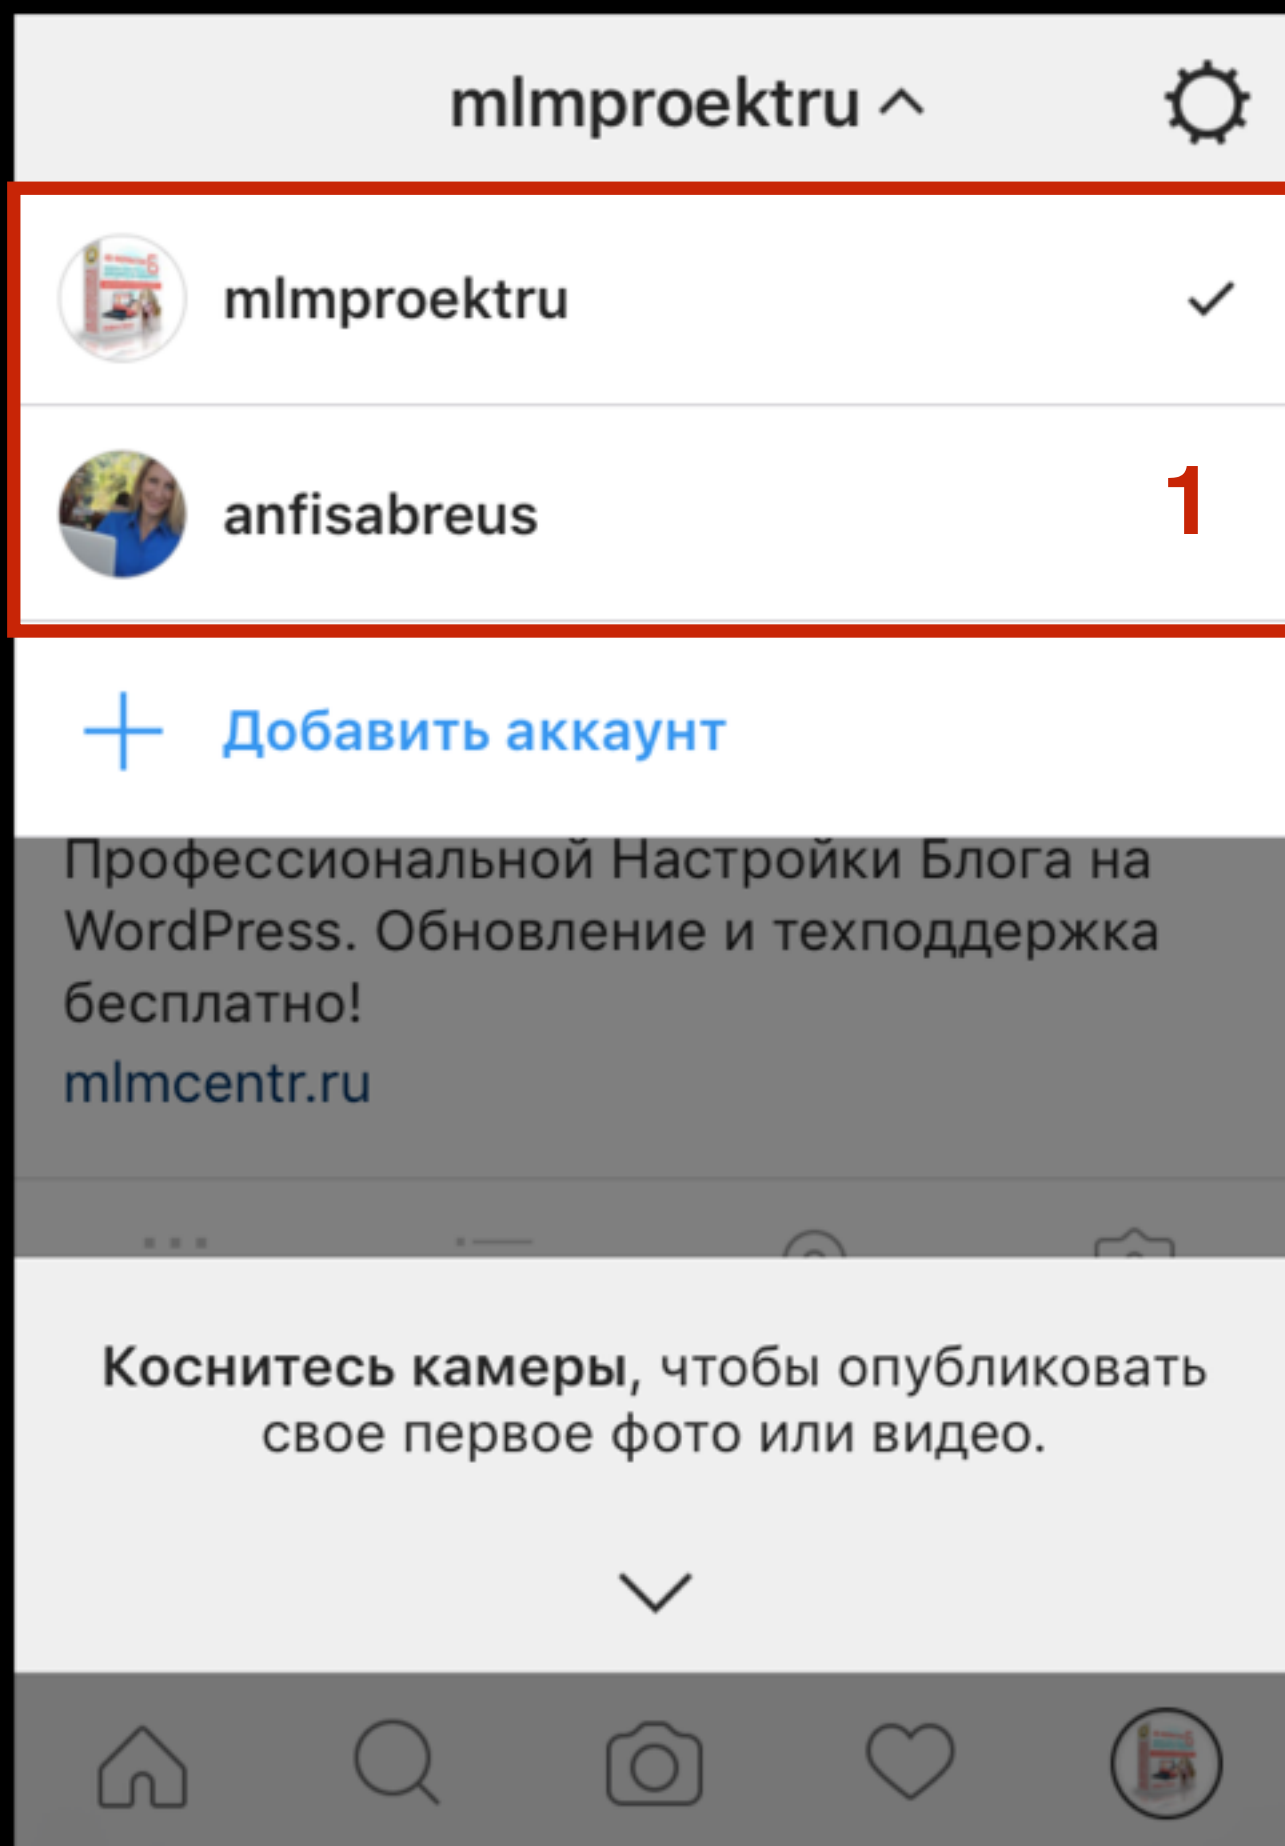 mlmproektru
mlmproektru
anfisabreus
1
Добавить аккаунт
Профессиональной Настройки Блога на
WordPress. Обновление и техподдержка
бесплатно!
mlmcentr.ru
Коснитесь камеры, чтобы опубликовать
свое первое фото или видео.